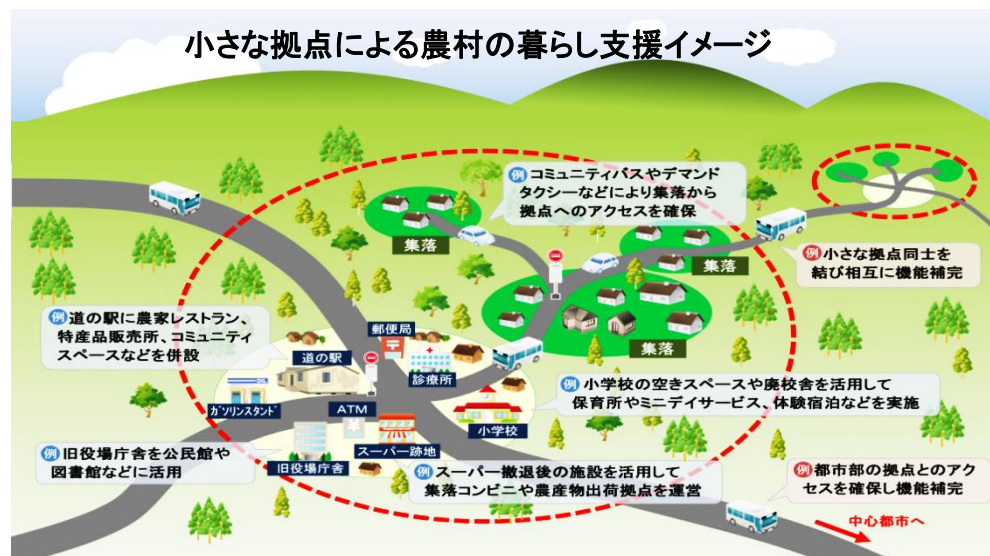 小さな拠点による農村の暮らし支援イメージ
例 コミュニティバスやデマンド
タクシーなどにより集落から
拠点へのアクセスを確保
集落
集落
例 小さな拠点同士を
結び相互に機能補完
例 道の駅に農家レストラン、
特産品販売所、コミュニティ
スペースなどを併設
郵便局
〒
集落
道の駅
診療所
OIL
ガソリンスタンド
ATM
¥
小学校
例 小学校の空きスペースや廃校舎を活用して
保育所やミニデイサービス、体験宿泊などを実施
スーパー跡地
例 旧役場庁舎を公民館や
図書館などに活用
旧役場庁舎
例 スーパー撤退後の施設を活用して
集落コンビニや農産物出荷拠点を運営
例 都市部の拠点とのアク
セスを確保し機能補完
中心都市へ